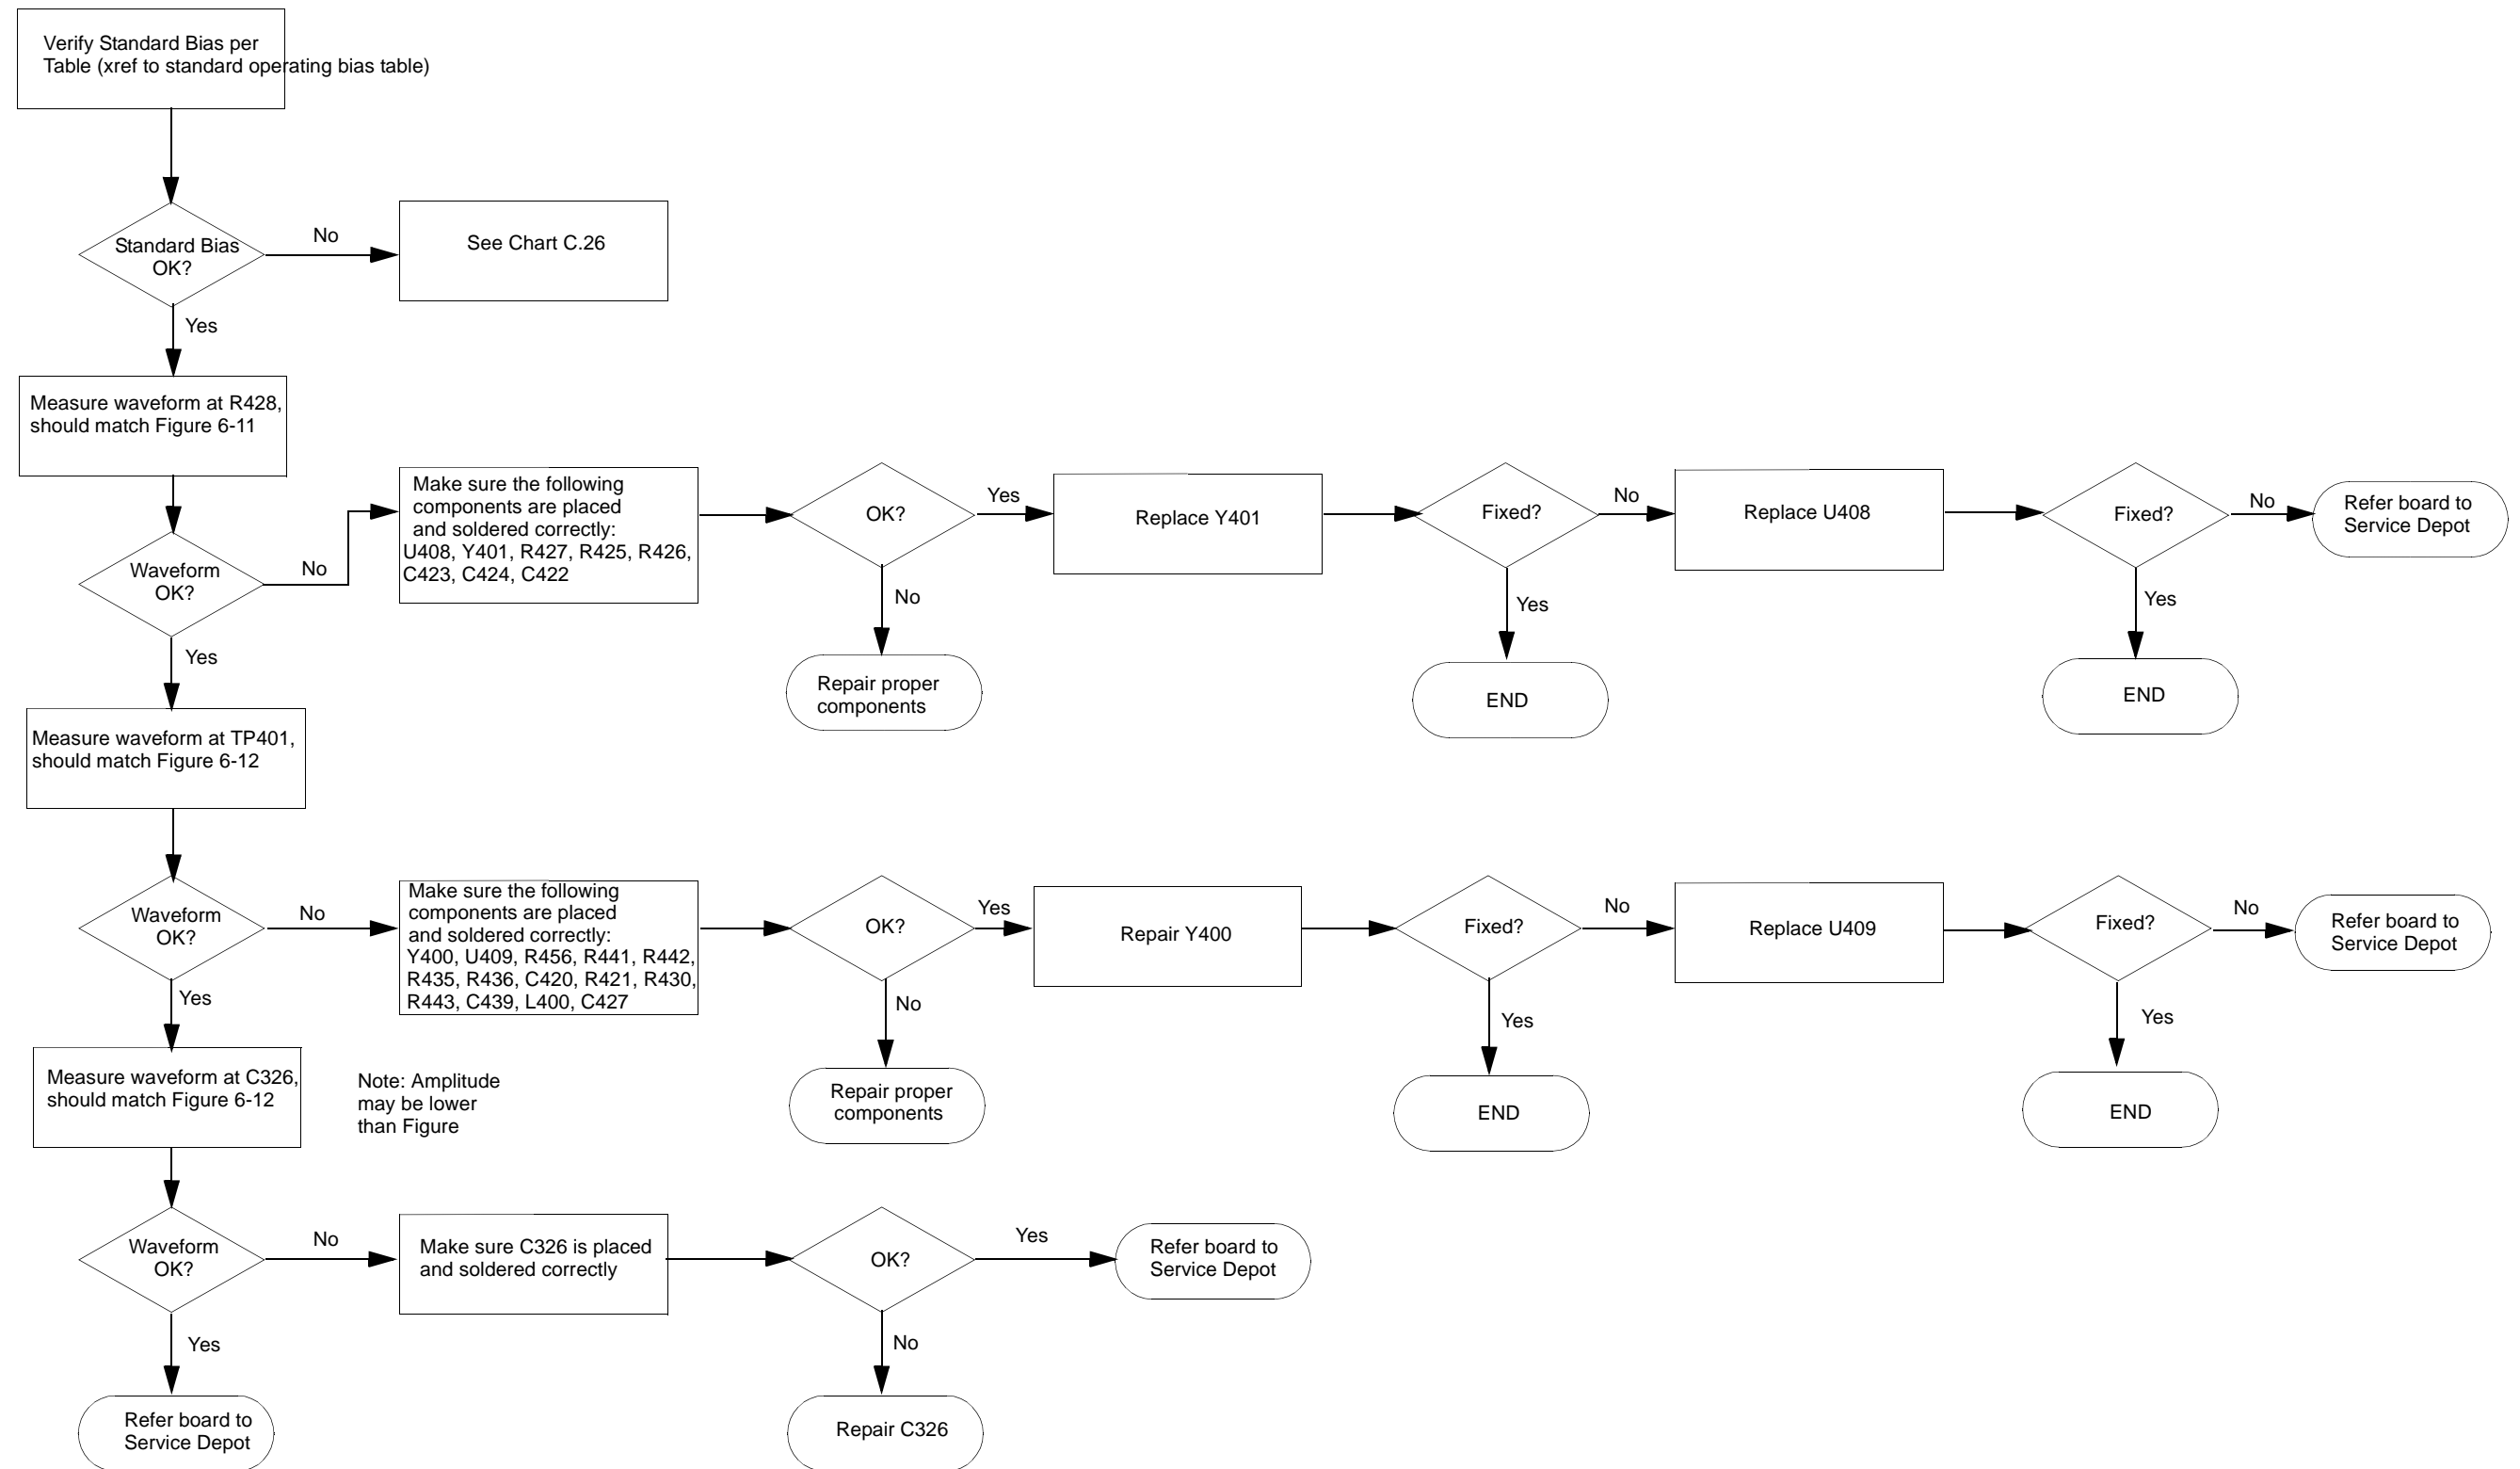 Verify Standard Bias per
Table (xref to standard operating bias table)
Standard Bias
OK?
No
See Chart C.26
Yes
Measure waveform at R428,
should match Figure 6-11
Waveform
OK?
No
Make sure the following
components are placed
and soldered correctly:
U408, Y401, R427, R425, R426,
C423, C424, C422
OK?
Yes
Replace Y401
Fixed?
No
Replace U408
Fixed?
No
Refer board to
Service Depot
No
Repair proper
components
Yes
END
Yes
END
Yes
Measure waveform at TP401,
should match Figure 6-12
Waveform
OK?
No
Make sure the following
components are placed
and soldered correctly:
Y400, U409, R456, R441, R442,
R435, R436, C420, R421, R430,
R443, C439, L400, C427
OK?
Yes
Repair Y400
Fixed?
No
Replace U409
Fixed?
No
Refer board to
Service Depot
No
Repair proper
components
Yes
END
Yes
END
Yes
Measure waveform at C326,
should match Figure 6-12
Note: Amplitude
may be lower
than Figure
Waveform
OK?
No
Make sure C326 is placed
and soldered correctly
OK?
Yes
Refer board to
Service Depot
No
Repair C326
Yes
Refer board to
Service Depot